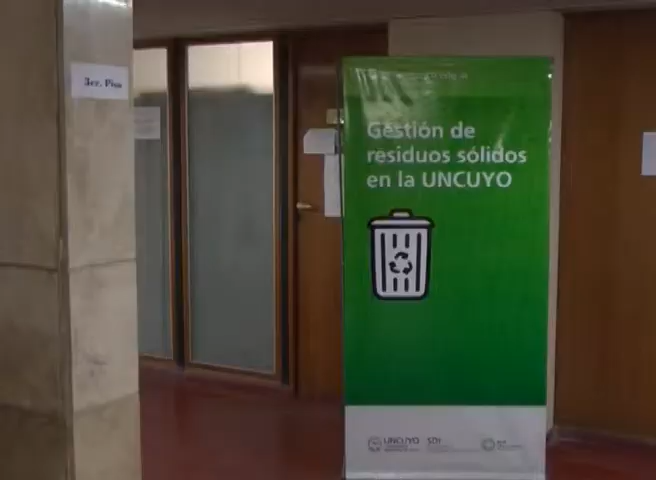 3er. Piso
Gestión de
residuos sólidos
en la UNCUYO
UNCUYO
SDI